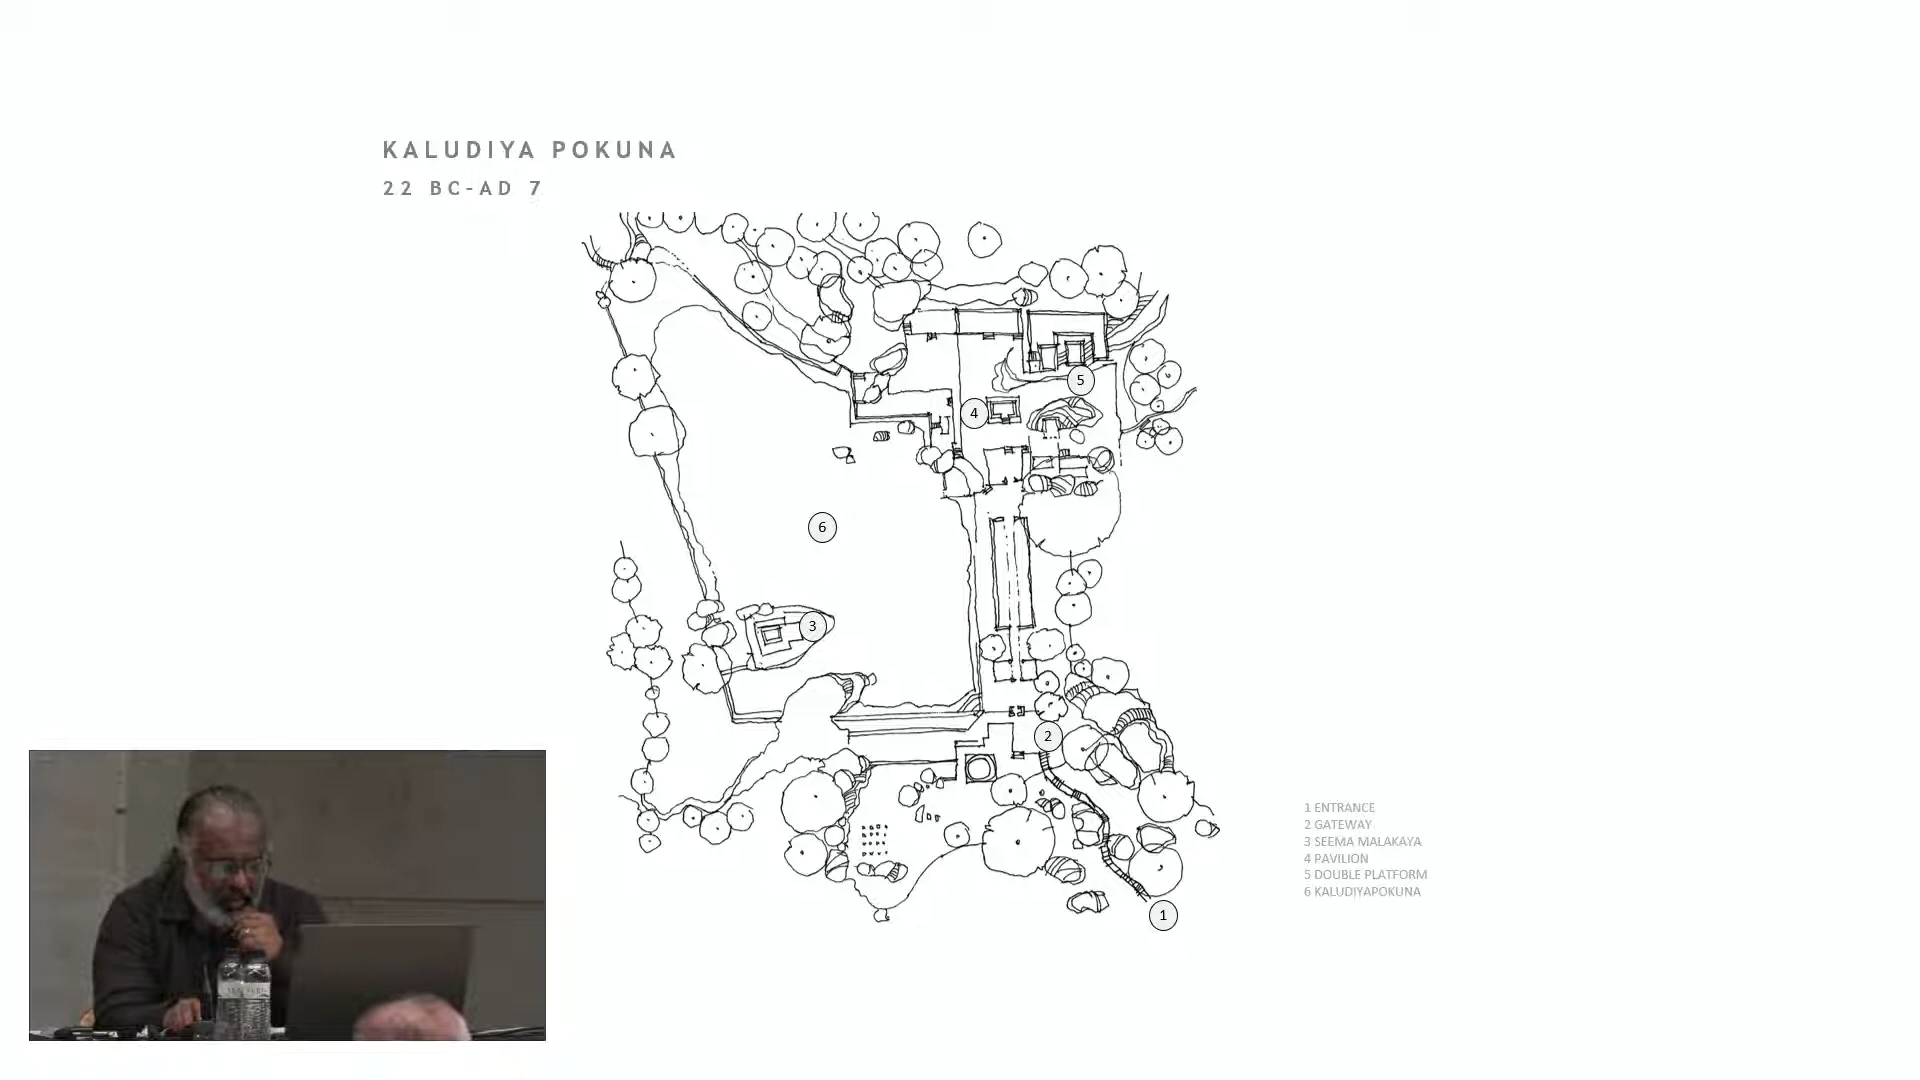 KALUDIYA POKUNA
22 BC-AD 7
5
4
6
3
2
1
1 ENTRANCE
2 GATEWAY
3 SEEMA MALAKAYA
4 PAVILION
5 DOUBLE PLATFORM
6 KALUDIYAPOKUNA